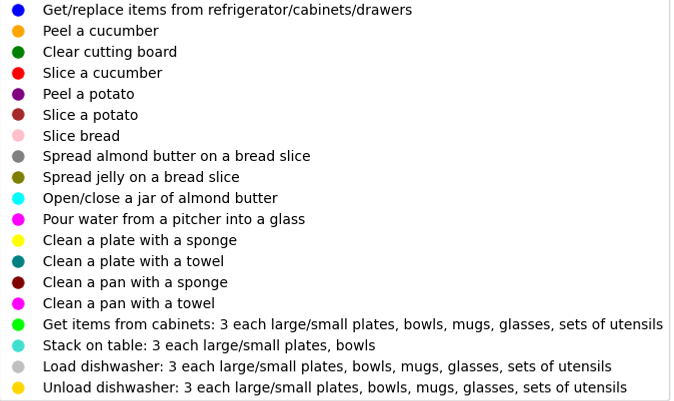 Get/replace items from refrigerator/cabinets/drawers
Peel a cucumber
Clear cutting board
Slice a cucumber
Peel a potato
Slice a potato
Slice bread
Spread almond butter on a bread slice
Spread jelly on a bread slice
Open/close a jar of almond butter
Pour water from a pitcher into a glass
Clean a plate with a sponge
Clean a plate with a towel
Clean a pan with a sponge
Clean a pan with a towel
Get items from cabinets: 3 each large/small plates, bowls, mugs, glasses, sets of utensils
Stack on table: 3 each large/small plates, bowls
Load dishwasher: 3 each large/small plates, bowls, mugs, glasses, sets of utensils
Unload dishwasher: 3 each large/small plates, bowls, mugs, glasses, sets of utensils